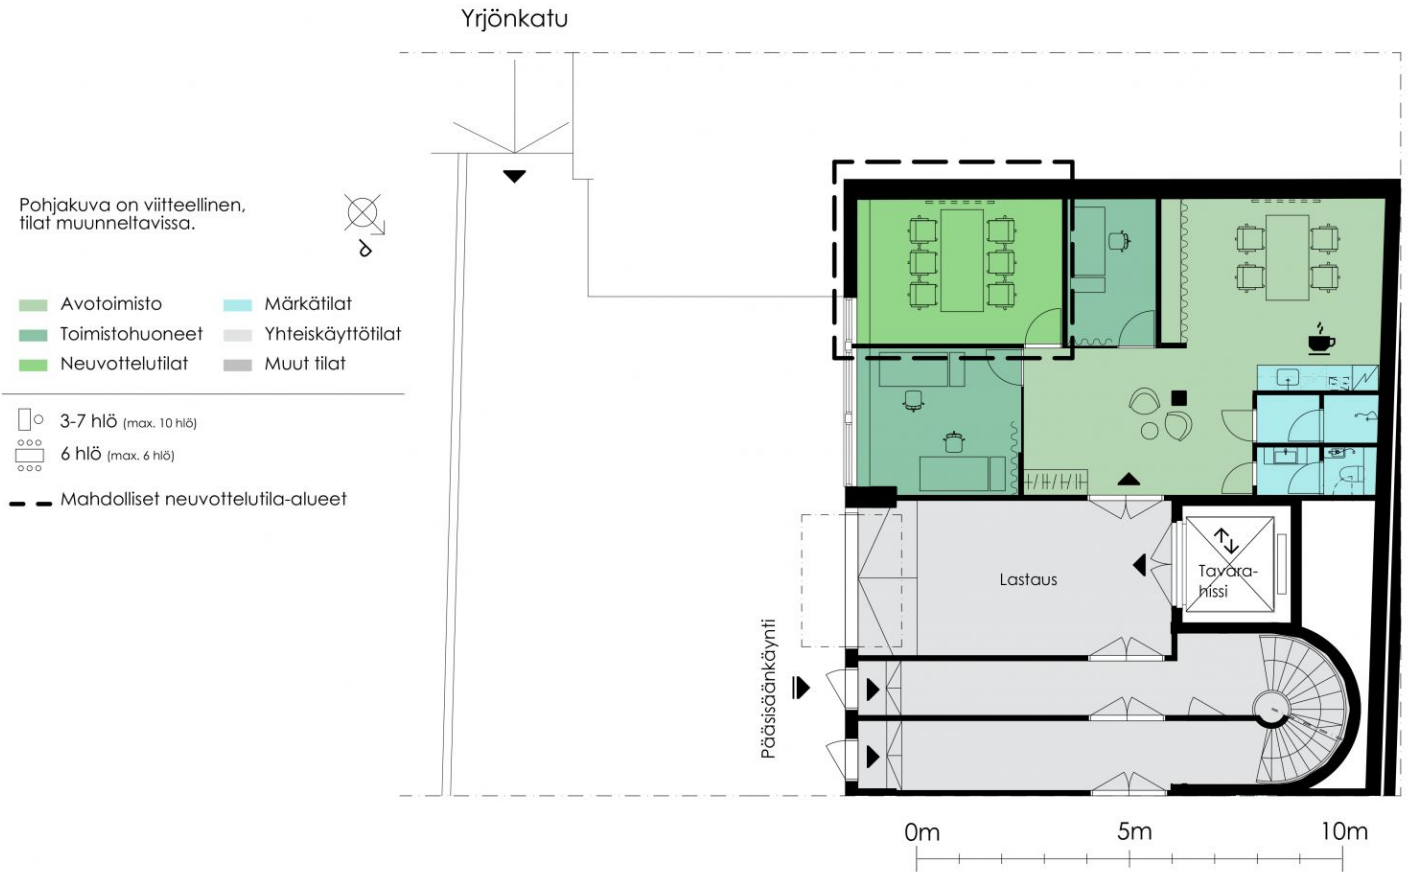 Yrjönkatu
Pohjakuva on viitteellinen,
tilat muunneltavissa.
P
Avotoimisto
Toimistohuoneet
Neuvottelutilat
Märkätilat
Yhteiskäyttötilat
Muut tilat
3-7 hlö (max. 10 hlö)
6 hlö (max. 6 hlö)
Mahdolliset neuvottelutila-alueet
Lastaus
Tavara-
hissi
Pääsisäänkäynti
0m 5m 10m